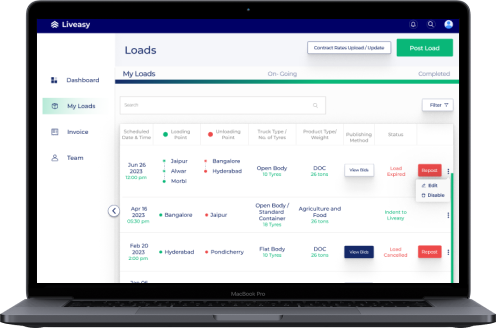 Liveasy
Loads
Contract Rates Upload / Update
Post Load
Dashboard
My Loads
Invoice
Team
My Loads
On- Going
Completed
Search
Filter
Scheduled Date & Time
Loading Point
Unloading Point
Truck Type / No. of Tyres
Product Type/ Weight
Publishing Method
Status
Jun 26
2023
10:00 pm
Jaipur
Alwar
Morbi
Bangalore
Hyderabad
Open Body
18 Tyres
DOC
26 tons
View Bids
Load
Expired
Repost
Edit
Disable
Apr 16
2023
05:30 pm
Bangalore
Jaipur
Open Body /
Standard
Container
18 Tyres
Agriculture and
Food
26 tons
Indent to
Liveasy
Feb 20
2023
2:00 pm
Hyderabad
Pondicherry
Flat Body
18 Tyres
DOC
26 tons
View Bids
Load
Cancelled
Repost
MacBook Pro